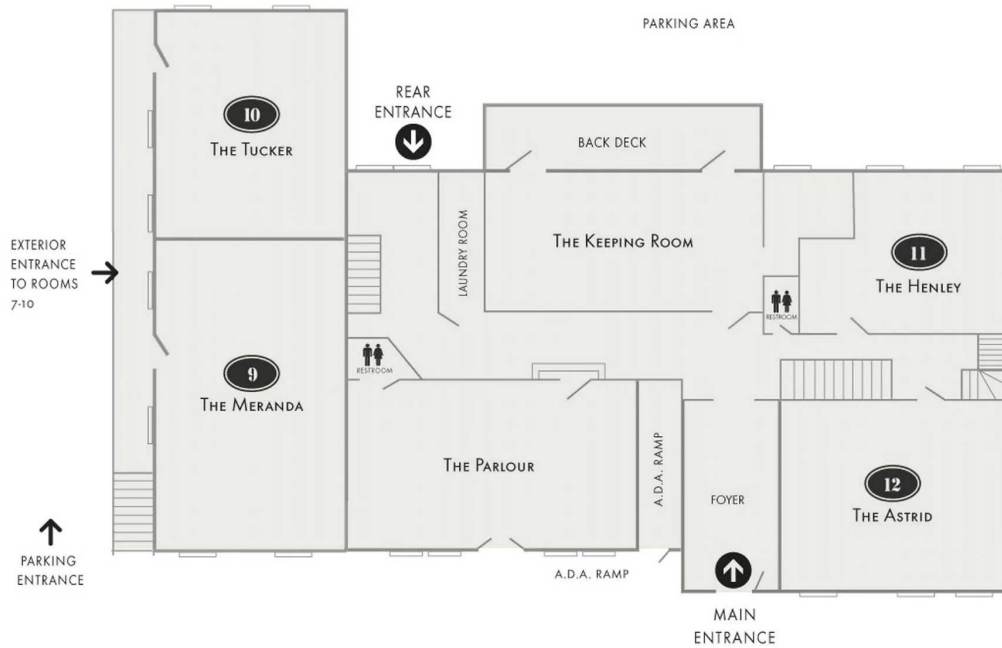 PARKING AREA
10
THE TUCKER
REAR
ENTRANCE
BACK DECK
LAUNDRY ROOM
THE KEEPING ROOM
11
THE HENLEY
RESTROOM
EXTERIOR
ENTRANCE
TO ROOMS
7-10
9
THE MERANDA
RESTROOM
THE PARLOUR
A.D.A. RAMP
FOYER
12
THE ASTRID
PARKING
ENTRANCE
A.D.A. RAMP
MAIN
ENTRANCE